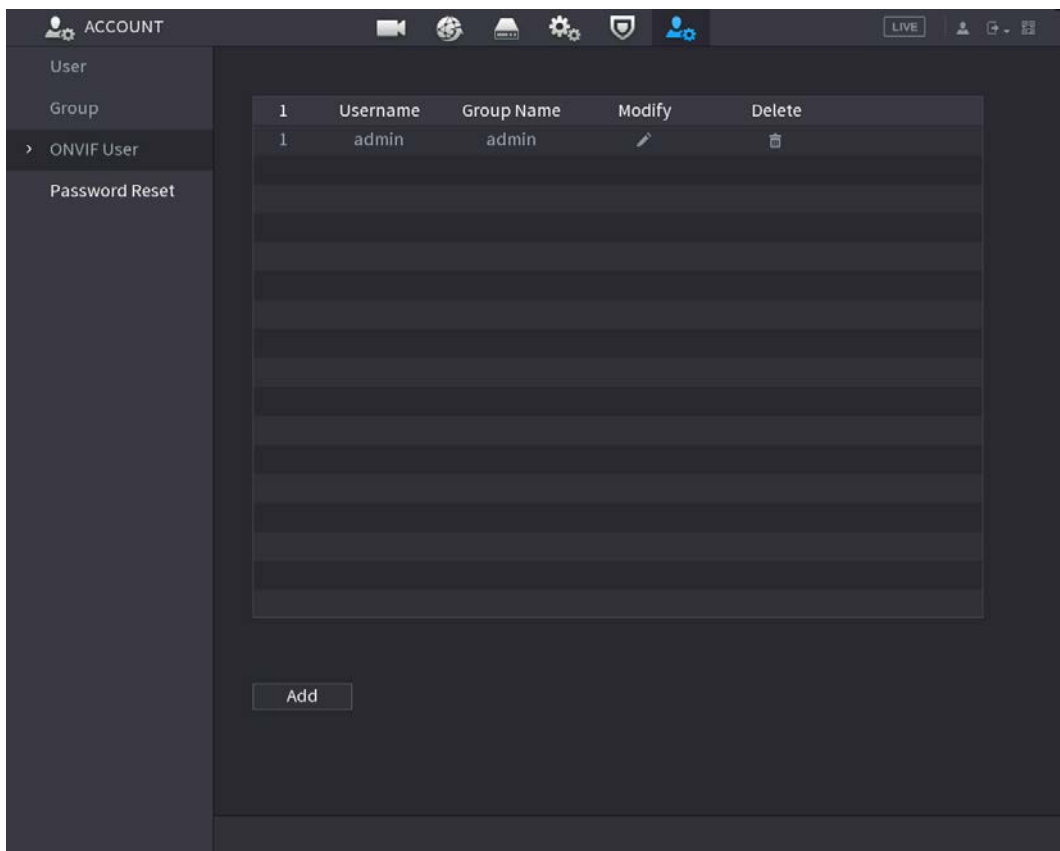 ACCOUNT
LIVE
User
Group
ONVIF User
Password Reset
1 Username Group Name Modify Delete
1 admin admin
Add